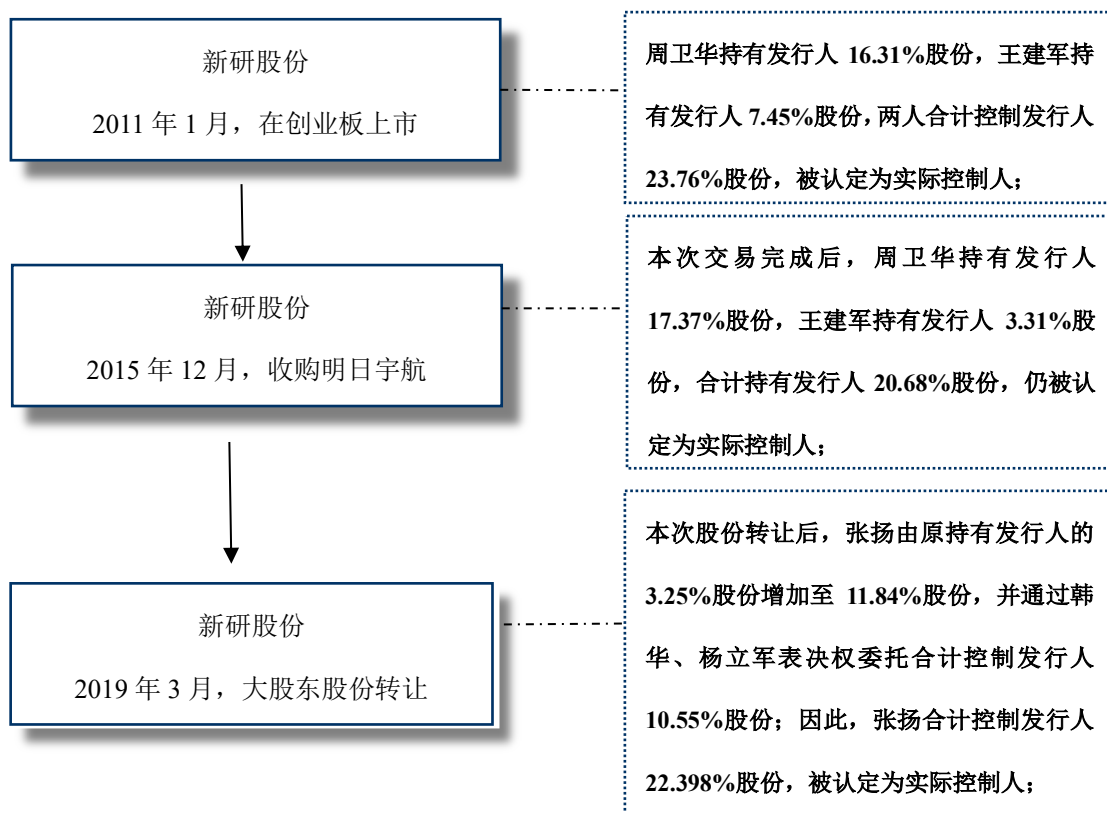 新研股份
2011 年 1 月，在创业板上市
周卫华持有发行人 16.31%股份，王建军持
有发行人 7.45%股份，两人合计控制发行人
23.76%股份，被认定为实际控制人；
新研股份
2015 年 12 月，收购明日宇航
本次交易完成后，周卫华持有发行人
17.37%股份，王建军持有发行人 3.31%股
份，合计持有发行人 20.68%股份，仍被认
定为实际控制人；
新研股份
2019 年 3 月，大股东股份转让
本次股份转让后，张扬由原持有发行人的
3.25%股份增加至 11.84%股份，并通过韩
华、杨立军表决权委托合计控制发行人
10.55%股份；因此，张扬合计控制发行人
22.398%股份，被认定为实际控制人；